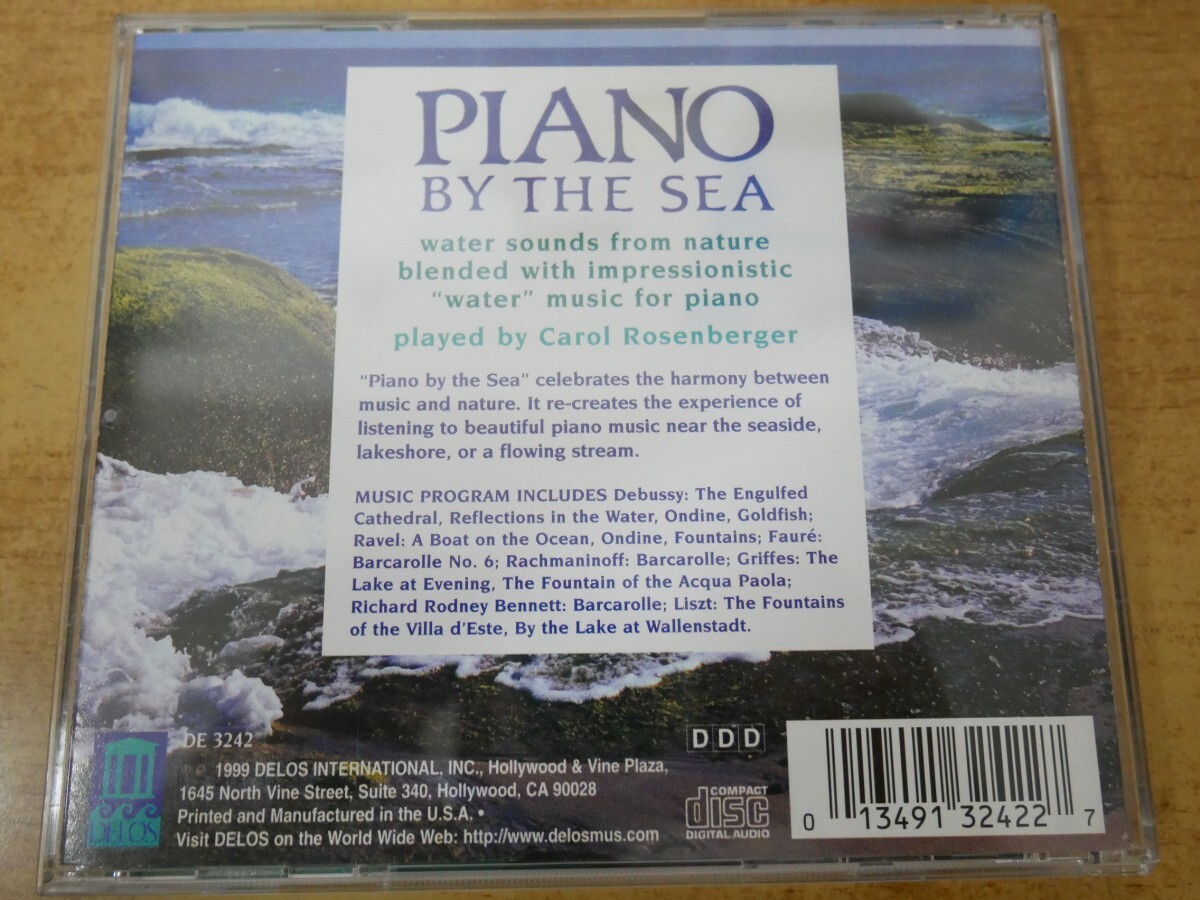 PIANO
BY THE SEA
water sounds from nature
blended with impressionistic
“water” music for piano
played by Carol Rosenberger
“Piano by the Sea” celebrates the harmony between
music and nature. It re-creates the experience of
listening to beautiful piano music near the seaside,
lakeshore, or a flowing stream.
MUSIC PROGRAM INCLUDES Debussy: The Engulfed
Cathedral, Reflections in the Water, Ondine, Goldfish;
Ravel: A Boat on the Ocean, Ondine, Fountains; Fauré:
Barcarolle No. 6; Rachmaninoff: Barcarolle; Griffes: The
Lake at Evening, The Fountain of the Acqua Paola;
Richard Rodney Bennett: Barcarolle; Liszt: The Fountains
of the Villa d'Este, By the Lake at Wallenstadt.
DELOS
DE 3242
℗ © 1999 DELOS INTERNATIONAL, INC., Hollywood & Vine Plaza,
1645 North Vine Street, Suite 340, Hollywood, CA 90028
Printed and Manufactured in the U.S.A. •
Visit DELOS on the World Wide Web: http://www.delosmus.com
DDD
COMPACT
disc
DIGITAL AUDIO
0 13491 32422 7